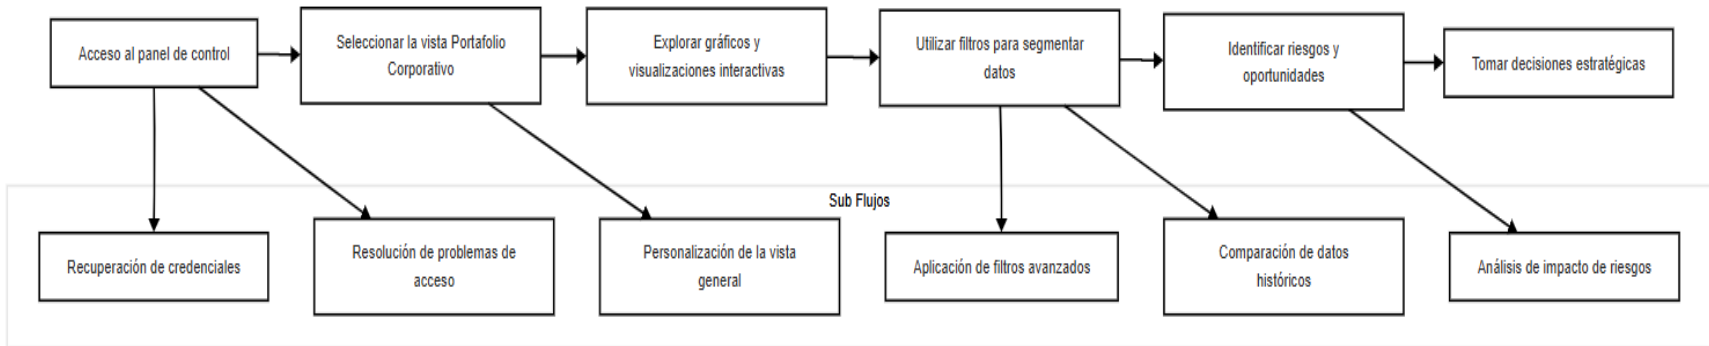 Acceso al panel de control
Seleccionar la vista Portafolio
Corporativo
Explorar gráficos y
visualizaciones interactivas
Utilizar filtros para segmentar
datos
Identificar riesgos y
oportunidades
Tomar decisiones estratégicas
Sub Flujos
Recuperación de credenciales
Resolución de problemas de
acceso
Personalización de la vista
general
Aplicación de filtros avanzados
Comparación de datos
históricos
Análisis de impacto de riesgos